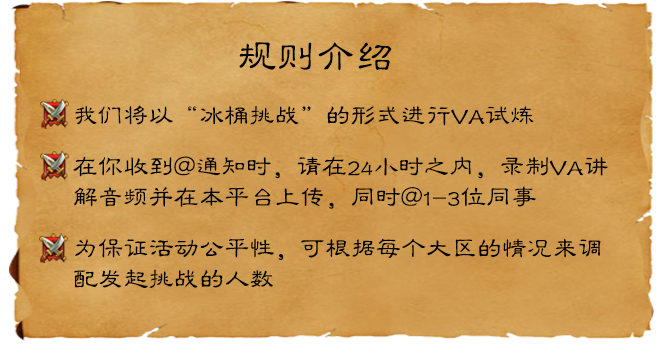 规则介绍
我们将以“冰桶挑战”的形式进行VA试炼
在你收到@通知时，请在24小时之内，录制VA讲
解音频并在本平台上传，同时@1-3位同事
为保证活动公平性，可根据每个大区的情况来调
配发起挑战的人数